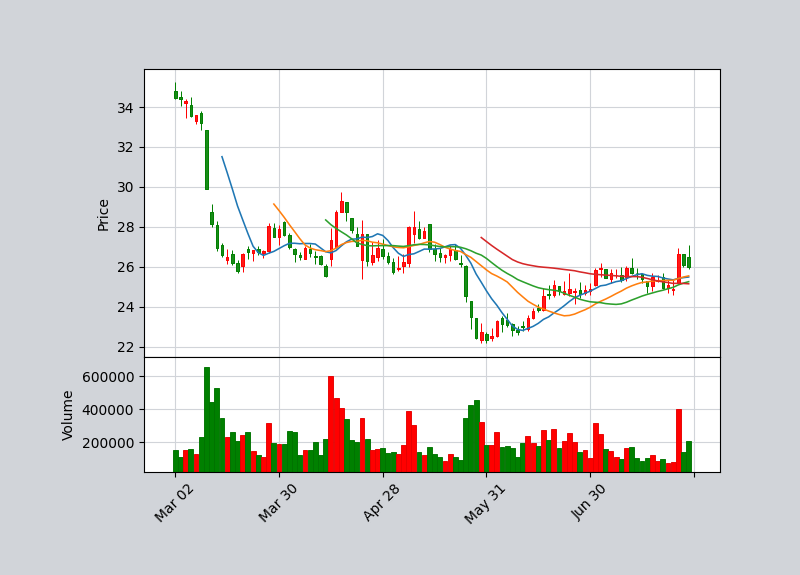 34
32
30
28
26
24
22
Price
600000
400000
200000
Volume
Mar 02
Mar 30
Apr 28
May 31
Jun 30